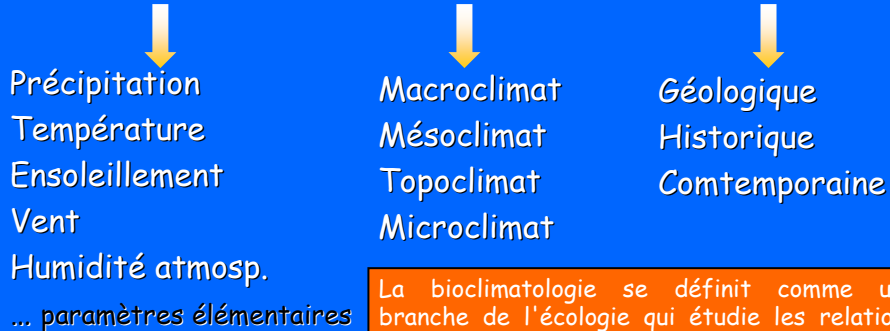 Précipitation
Température
Ensoleillement
Vent
Humidité atmosp.
... paramètres élémentaires
Macroclimat
Mésoclimat
Topoclimat
Microclimat
Géologique
Historique
Comtemporaine
La bioclimatologie se définit comme u
branche de l'écologie qui étudie les relatio